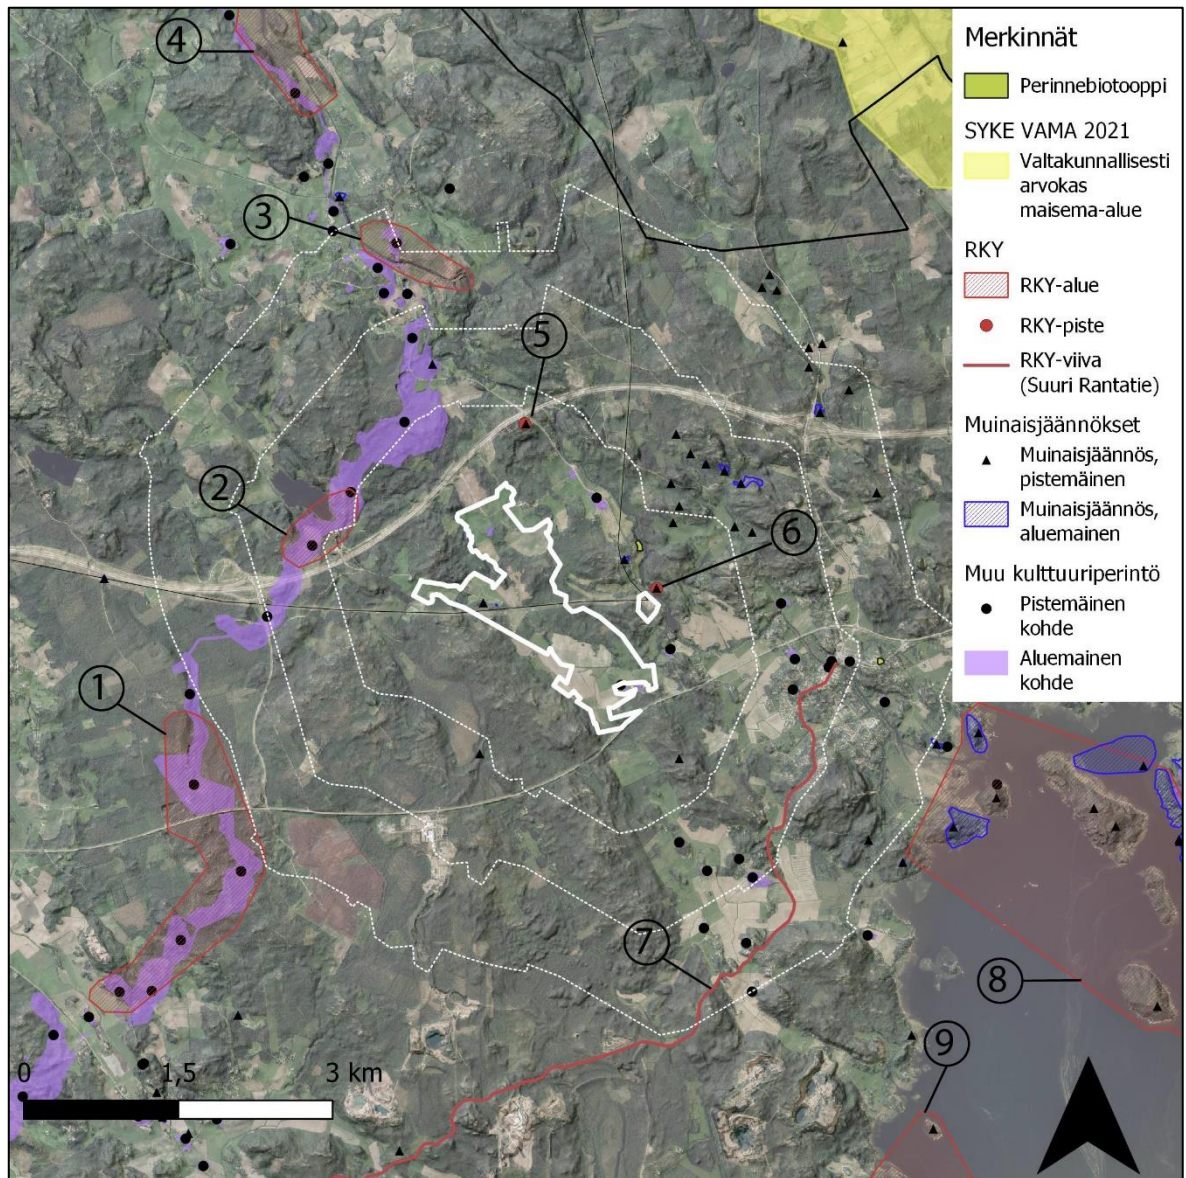 Merkinnät
Perinnebiotooppi
SYKE VAMA 2021
Valtakunnallisesti
arvokas
maisema-alue
RKY
RKY-alue
RKY-piste
RKY-viiva
(Suuri Rantatie)
Muinaisjäännökset
Muinaisjäännös,
pistemäinen
Muinaisjäännös,
aluemainen
Muu kulttuuriperintö
Pistemäinen
kohde
Aluemainen
kohde
4
3
5
2
6
1
7
8
9
0 1,5 3 km